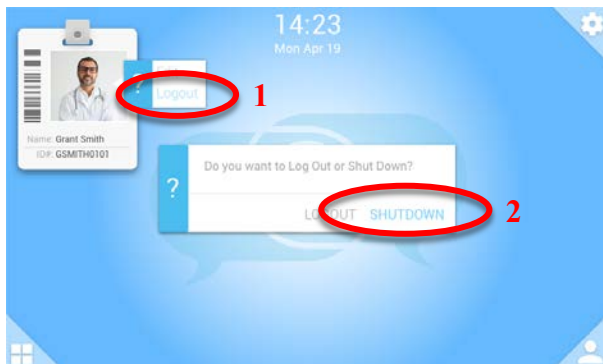 14:23
Mon Apr 19
?
Edit
Logout
1
Name: Grant Smith
ID#: GSMITH0101
?
Do you want to Log Out or Shut Down?
LOGOUT SHUTDOWN
2